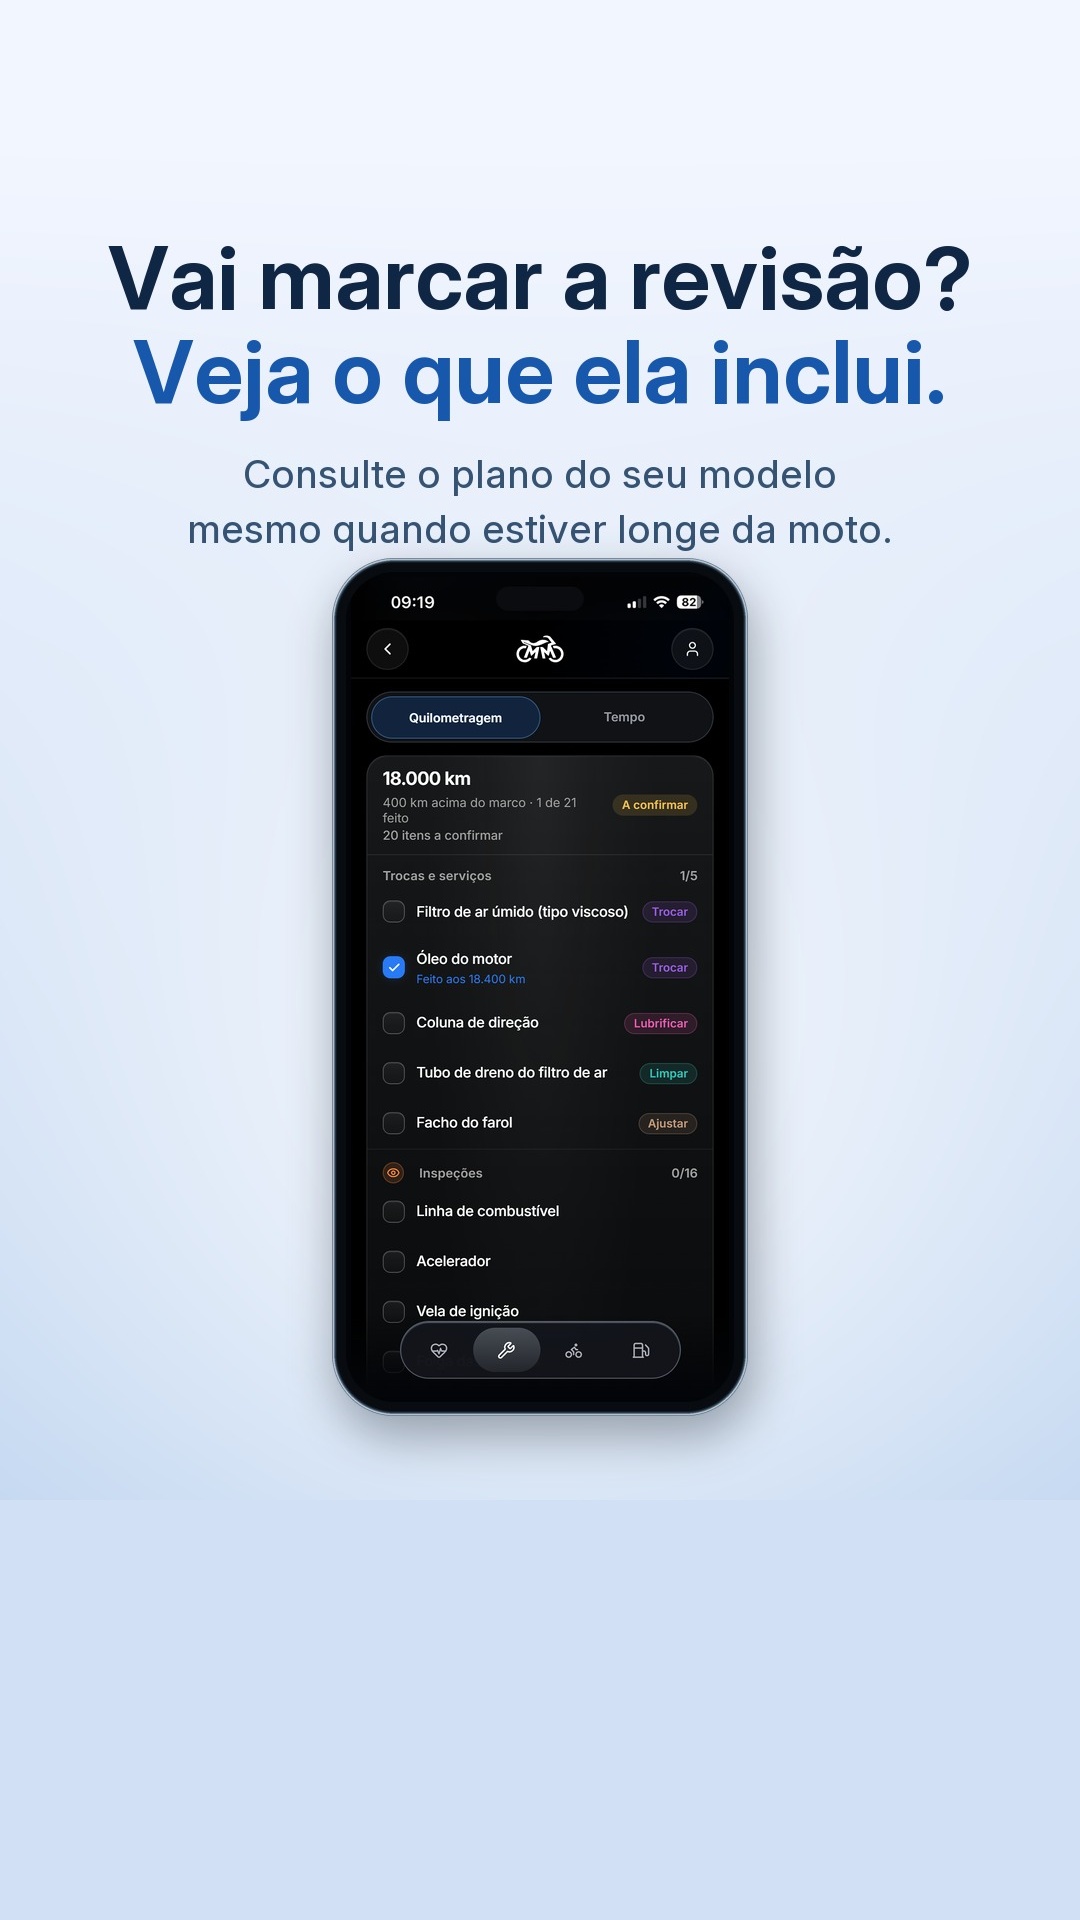 Vai marcar a revisão?
Veja o que ela inclui.
Consulte o plano do seu modelo
mesmo quando estiver longe da moto.
09:19
82
MM
Quilometragem
Tempo
18.000 km
400 km acima do marco · 1 de 21
feito
20 itens a confirmar
A confirmar
Trocas e serviços
1/5
Filtro de ar úmido (tipo viscoso)
Trocar
Óleo do motor
Feito aos 18.400 km
Trocar
Coluna de direção
Lubrificar
Tubo de dreno do filtro de ar
Limpar
Facho do farol
Ajustar
Inspeções
0/16
Linha de combustível
Acelerador
Vela de ignição